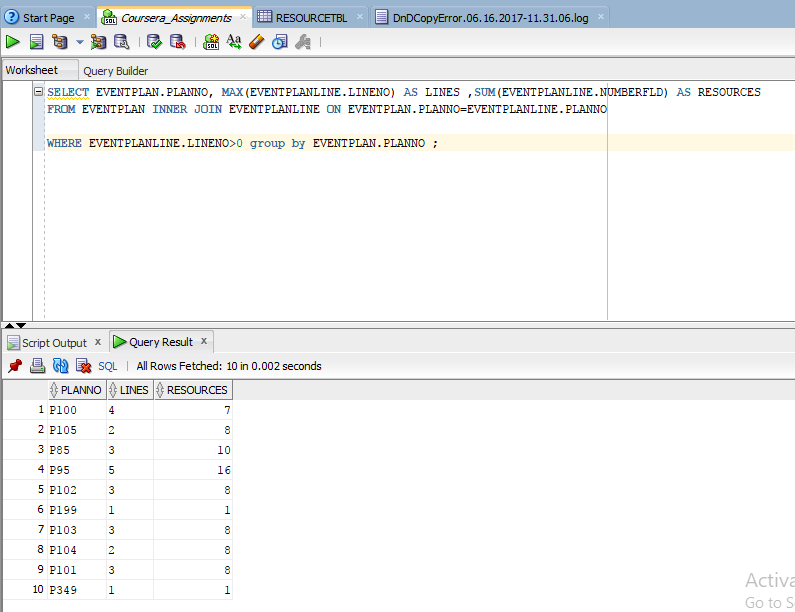 Start Page Coursera_Assignments RESOURCETBL DnDCopyError.06.16.2017-11.31.06.log
Worksheet Query Builder
SELECT EVENTPLAN.PLANNO, MAX(EVENTPLANLINE.LINENO) AS LINES ,SUM(EVENTPLANLINE.NUMBERFLD) AS RESOURCES
FROM EVENTPLAN INNER JOIN EVENTPLANLINE ON EVENTPLAN.PLANNO=EVENTPLANLINE.PLANNO
WHERE EVENTPLANLINE.LINENO>0 group by EVENTPLAN.PLANNO ;
Script Output x Query Result x
SQL | All Rows Fetched: 10 in 0.002 seconds
PLANNO LINES RESOURCES
1 P100 4 7
2 P105 2 8
3 P85 3 10
4 P95 5 16
5 P102 3 8
6 P199 1 1
7 P103 3 8
8 P104 2 8
9 P101 3 8
10 P349 1 1
Activa
Go to S